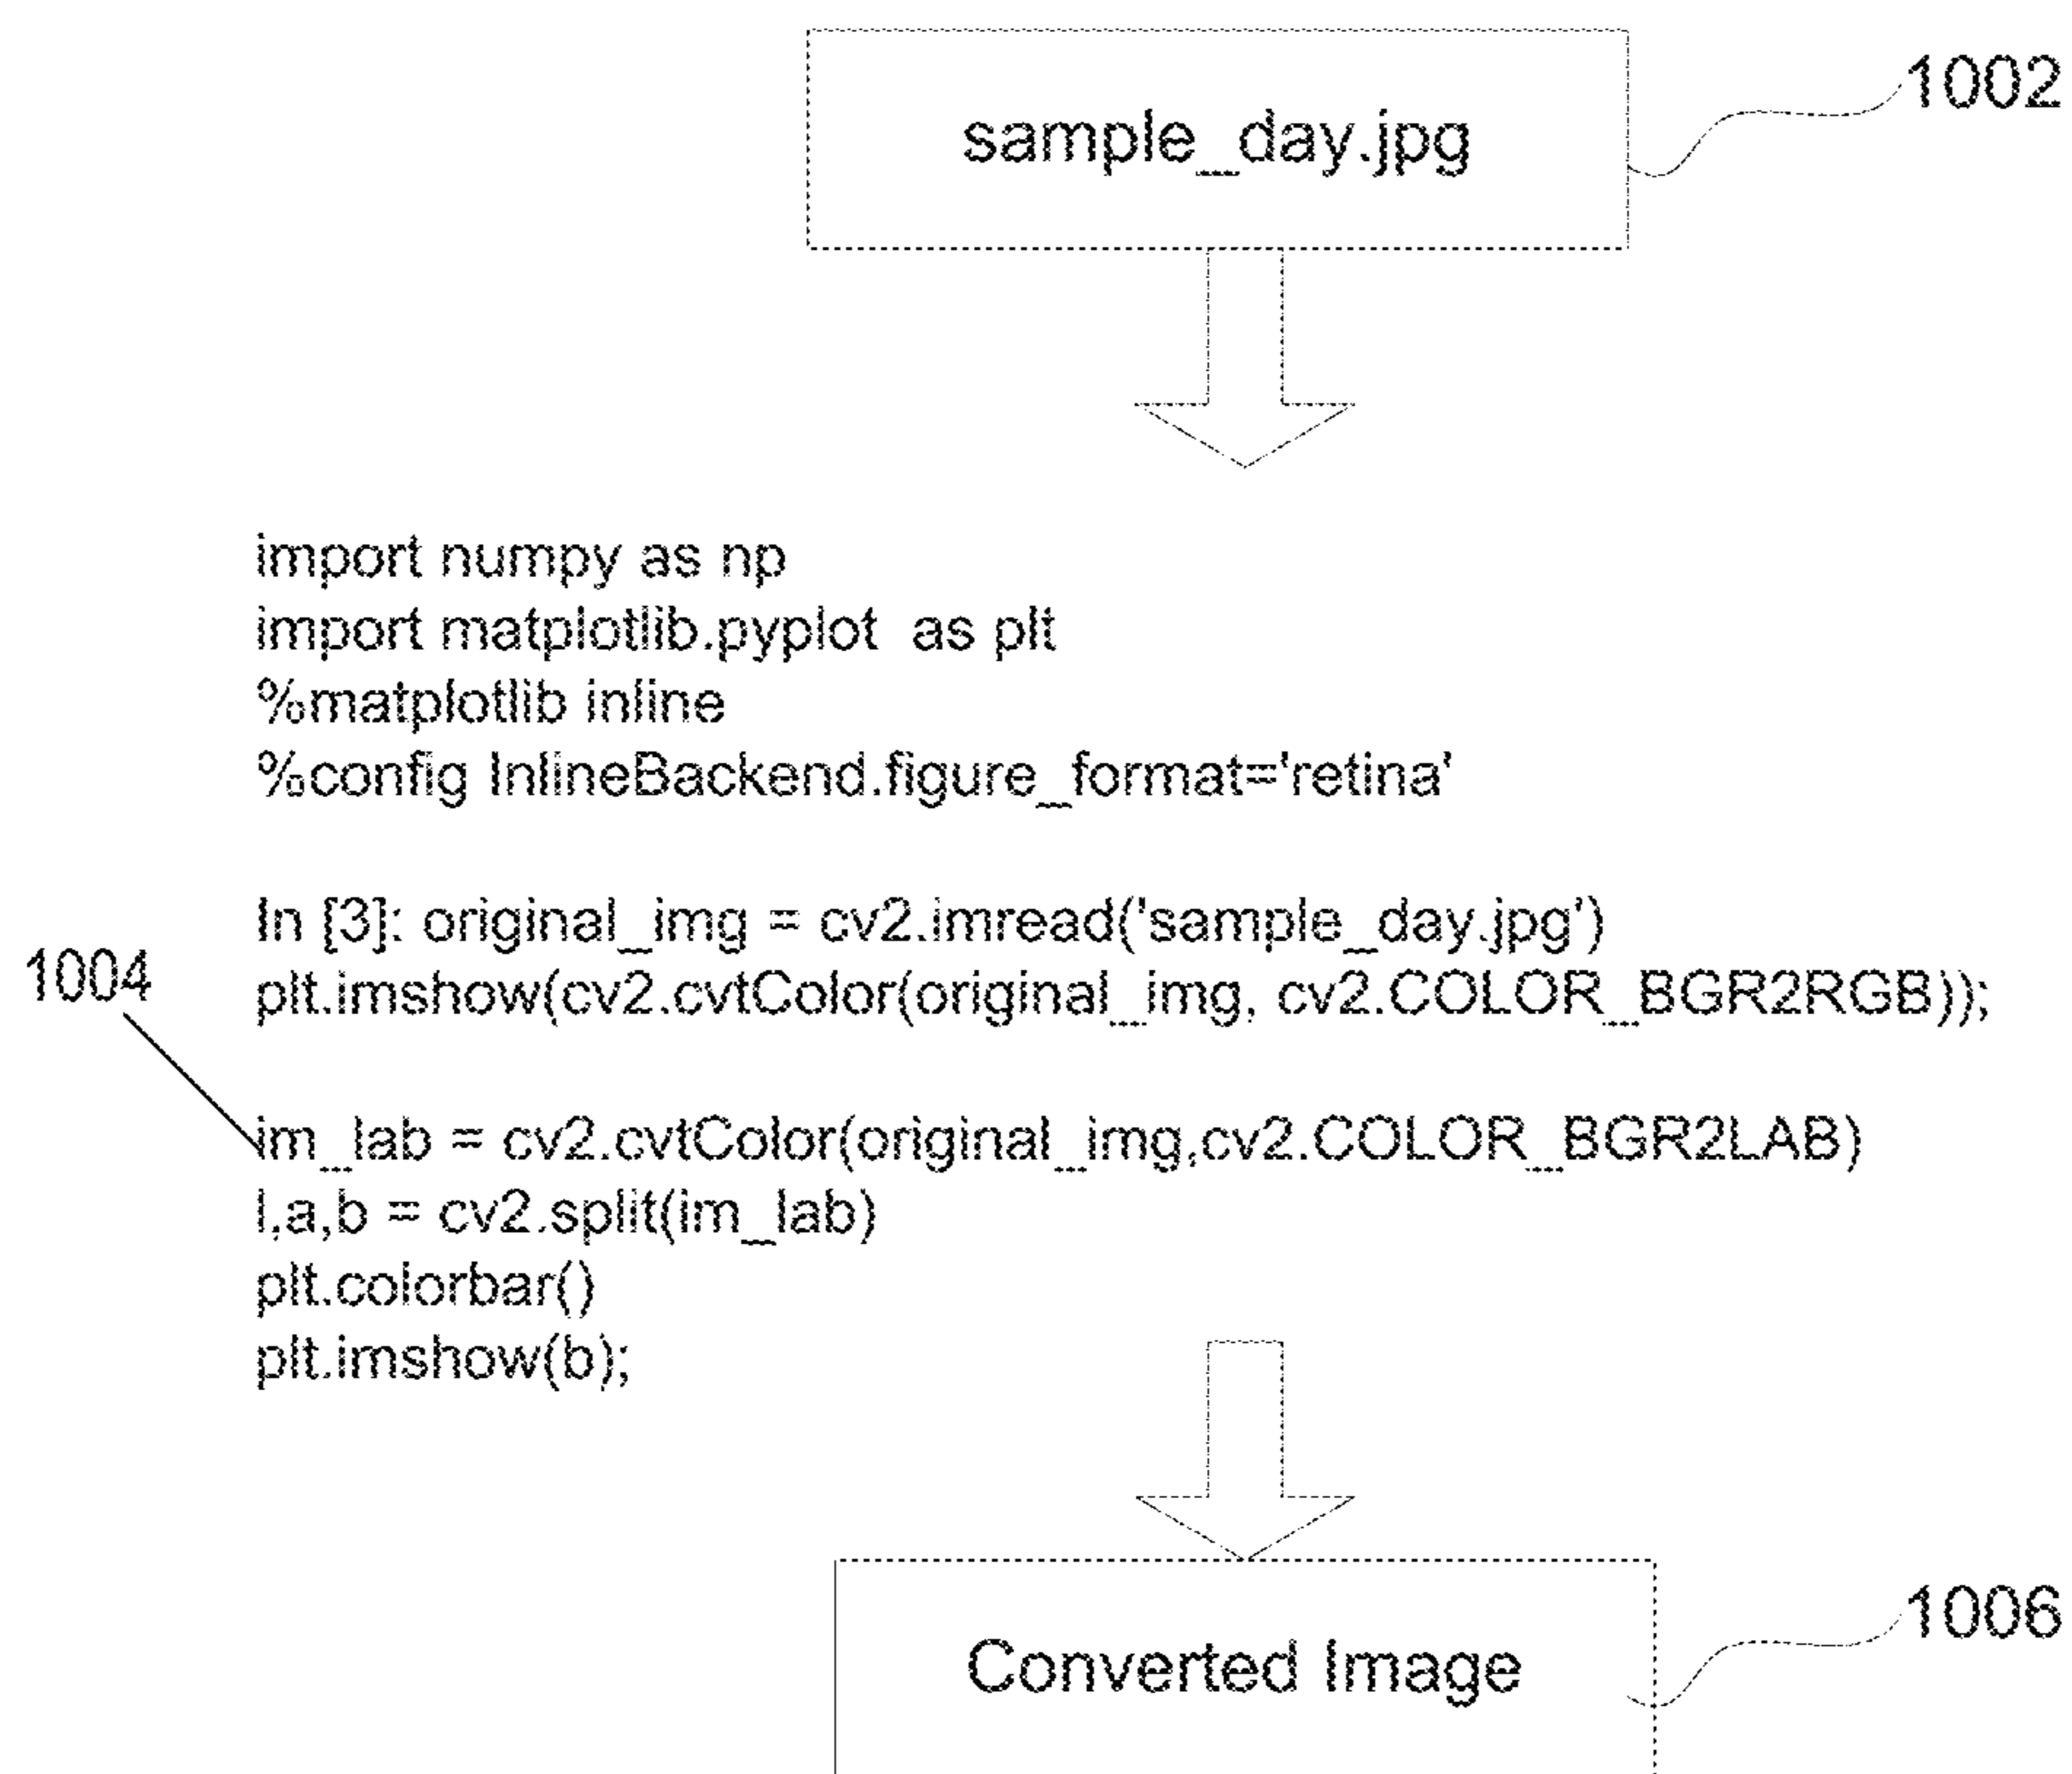 sample_day.jpg
1002
import numpy as np
import matplotlib.pyplot  as plt
%matplotlib inline
%config InlineBackend.figure_format='retina'
In [3]: original_img = cv2.imread('sample_day.jpg')
1004
plt.imshow(cv2.cvtColor(original_img, cv2.COLOR_BGR2RGB));
im_lab = cv2.cvtColor(original_img,cv2.COLOR_BGR2LAB)
l,a,b = cv2.split(im_lab)
plt.colorbar()
plt.imshow(b);
1006
Converted Image